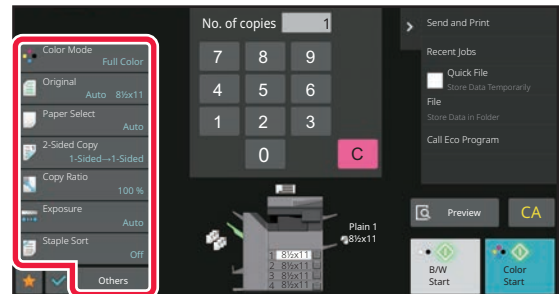 No. of copies 1
Color Mode
Full Color
Original
Auto 8½x11
Paper Select
Auto
2-Sided Copy
1-Sided→1-Sided
Copy Ratio
100 %
Exposure
Auto
Staple Sort
Off
Others
7 8 9
4 5 6
1 2 3
0 C
Plain 1
8½x11
1 8½x11
2 8½x11
3 8½x11
4 8½x11
Send and Print
Recent Jobs
Quick File
Store Data Temporarily
File
Store Data in Folder
Call Eco Program
Preview
CA
B/W
Start
Color
Start